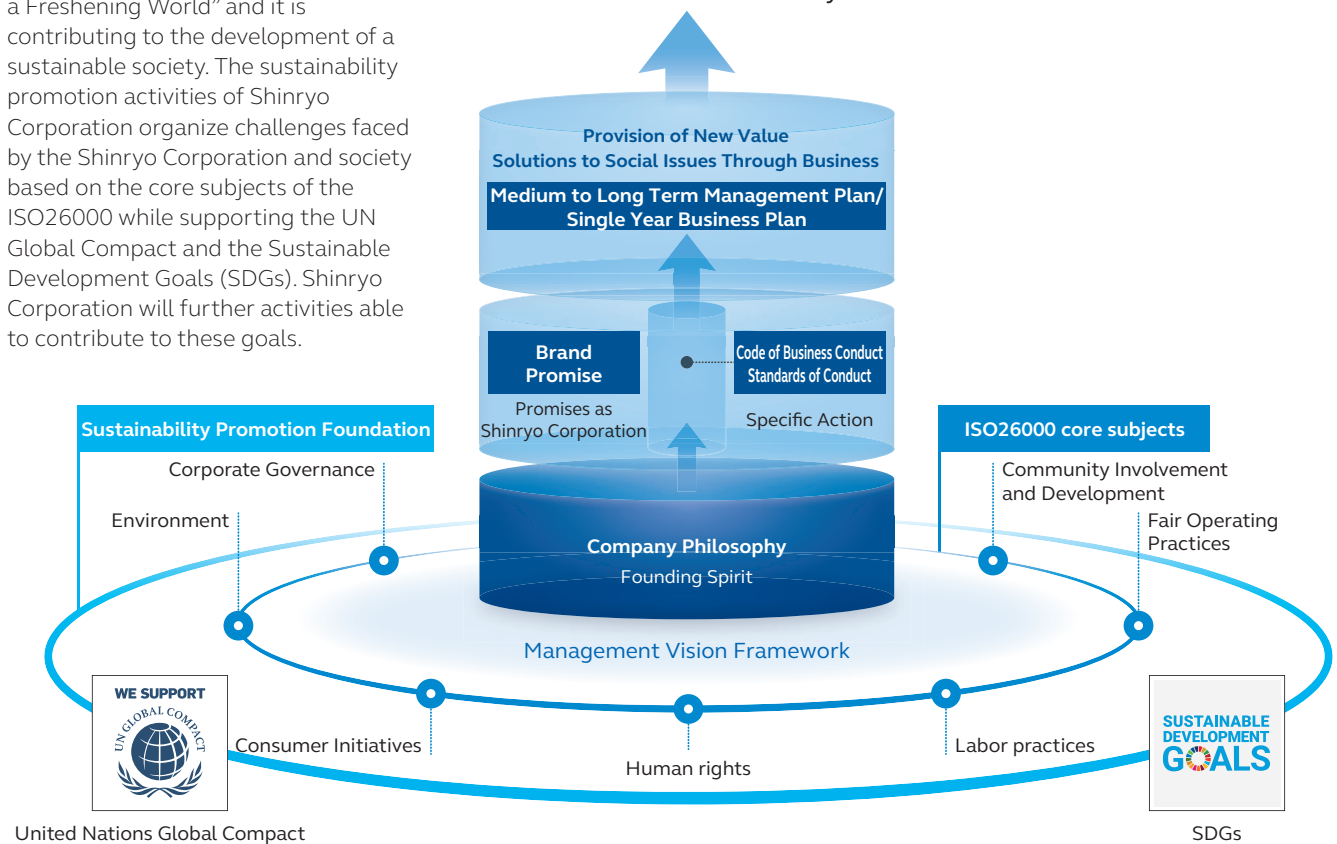 a Freshening World” and it is
contributing to the development of a
sustainable society. The sustainability
promotion activities of Shinryo
Corporation organize challenges faced
by the Shinryo Corporation and society
based on the core subjects of the
ISO26000 while supporting the UN
Global Compact and the Sustainable
Development Goals (SDGs). Shinryo
Corporation will further activities able
to contribute to these goals.
Provision of New Value
Solutions to Social Issues Through Business
Medium to Long Term Management Plan/
Single Year Business Plan
Brand
Promise
Promises as
Shinryo Corporation
Code of Business Conduct
Standards of Conduct
Specific Action
Sustainability Promotion Foundation
ISO26000 core subjects
Corporate Governance
Environment
Community Involvement
and Development
Fair Operating
Practices
Company Philosophy
Founding Spirit
Management Vision Framework
Consumer Initiatives
Human rights
Labor practices
WE SUPPORT
UN GLOBAL COMPACT
United Nations Global Compact
SUSTAINABLE
DEVELOPMENT
GOALS
SDGs